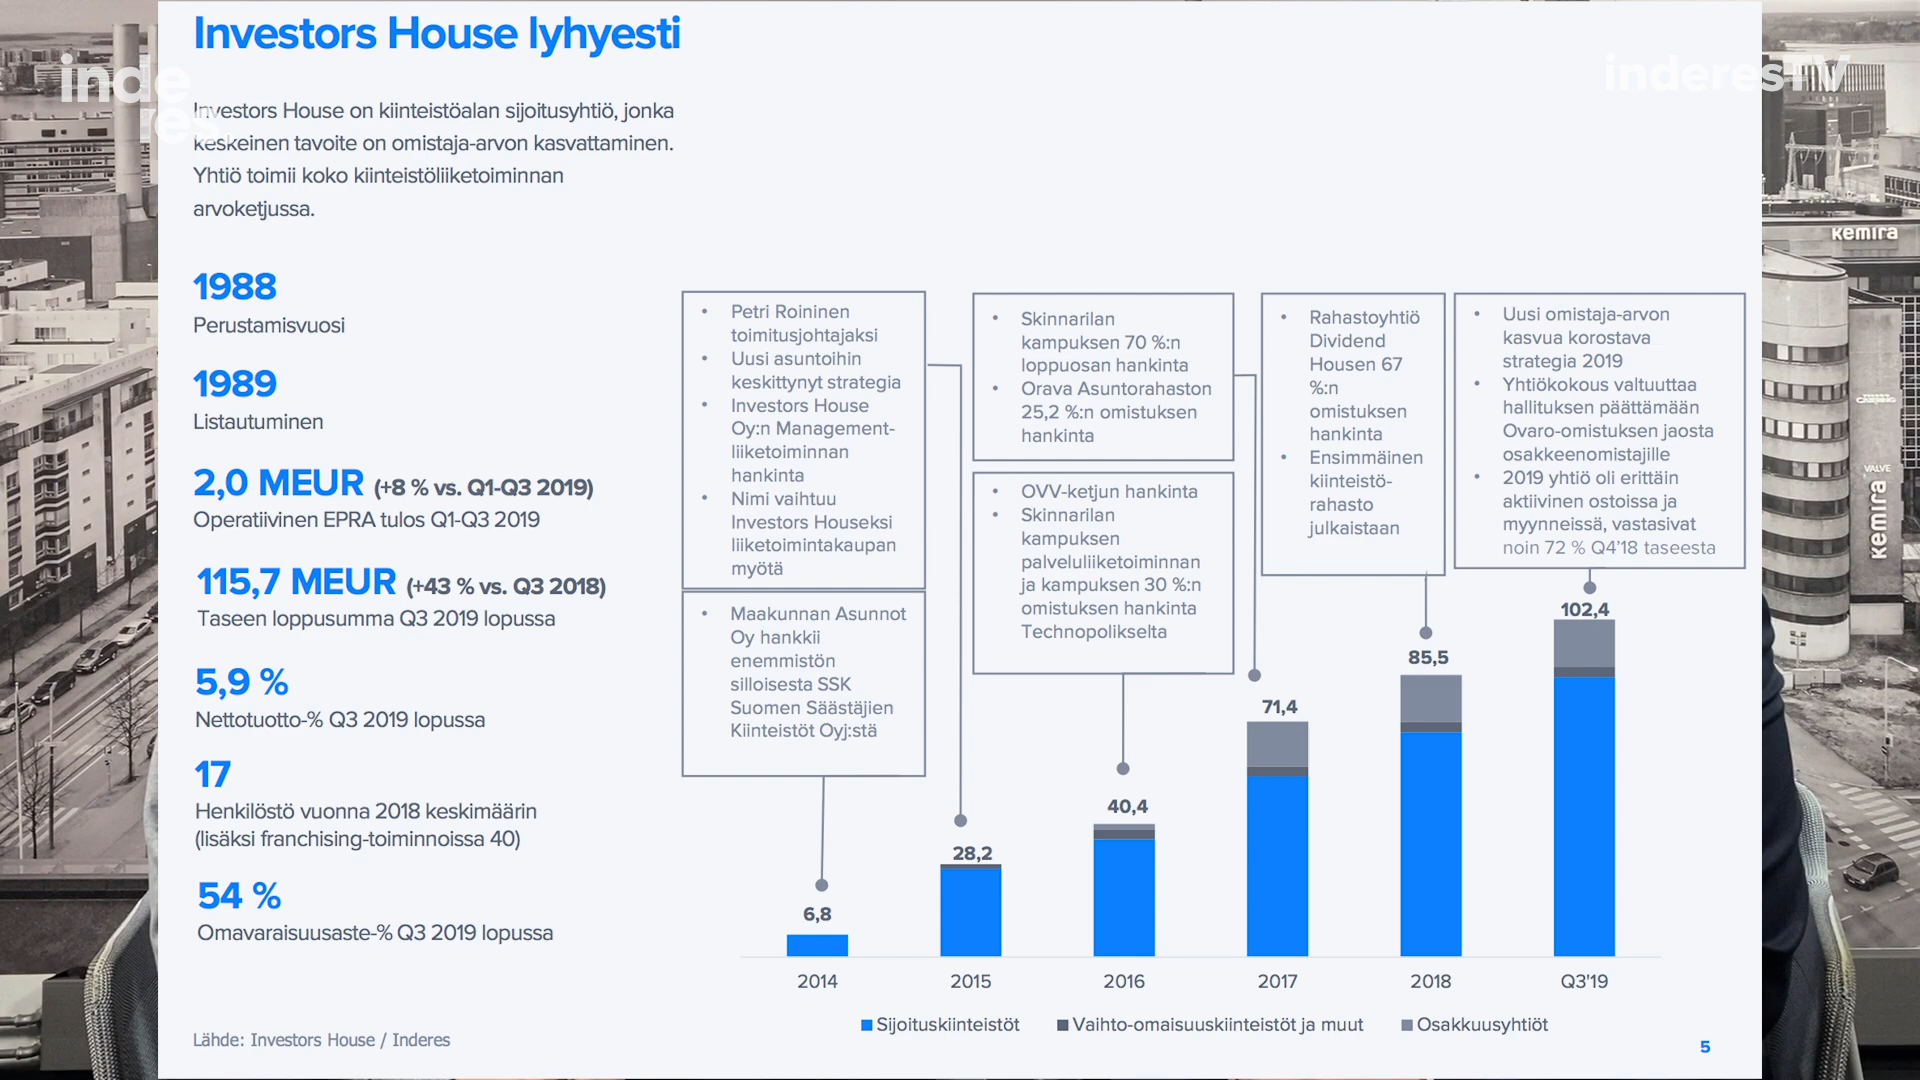 Investors House lyhyesti
inde
res.
inderesTV
Investors House on kiinteistöalan sijoitusyhtiö, jonka
keskeinen tavoite on omistaja-arvon kasvattaminen.
Yhtiö toimii koko kiinteistöliiketoiminnan
arvoketjussa.
1988
Perustamisvuosi
1989
Listautuminen
2,0 MEUR (+8 % vs. Q1-Q3 2019)
Operatiivinen EPRA tulos Q1-Q3 2019
115,7 MEUR (+43 % vs. Q3 2018)
Taseen loppusumma Q3 2019 lopussa
5,9 %
Nettotuotto-% Q3 2019 lopussa
17
Henkilöstö vuonna 2018 keskimäärin
(lisäksi franchising-toiminnoissa 40)
54 %
Omavaraisuusaste-% Q3 2019 lopussa
Lähde: Investors House / Inderes
• Petri Roininen
toimitusjohtajaksi
• Uusi asuntoihin
keskittynyt strategia
• Investors House
Oy:n Management-
liiketoiminnan
hankinta
• Nimi vaihtuu
Investors Houseksi
liiketoimintakaupan
myötä
• Maakunnan Asunnot
Oy hankkii
enemmistön
silloisesta SSK
Suomen Säästäjien
Kiinteistöt Oyj:stä
• Skinnarilan
kampuksen 70 %:n
loppuosan hankinta
• Orava Asuntorahaston
25,2 %:n omistuksen
hankinta
• OVV-ketjun hankinta
• Skinnarilan
kampuksen
palveluliiketoiminnan
ja kampuksen 30 %:n
omistuksen hankinta
Technopolikselta
• Rahastoyhtiö
Dividend
Housen 67
%:n
omistuksen
hankinta
• Ensimmäinen
kiinteistö-
rahasto
julkaistaan
• Uusi omistaja-arvon
kasvua korostava
strategia 2019
• Yhtiökokous valtuuttaa
hallituksen päättämään
Ovaro-omistuksen jaosta
osakkeenomistajille
• 2019 yhtiö oli erittäin
aktiivinen ostoissa ja
myynneissä, vastasivat
noin 72 % Q4'18 taseesta
6,8
28,2
40,4
71,4
85,5
102,4
2014 2015 2016 2017 2018 Q3'19
Sijoituskiinteistöt Vaihto-omaisuuskiinteistöt ja muut Osakkuusyhtiöt
5
kemira
VALVE
kemira